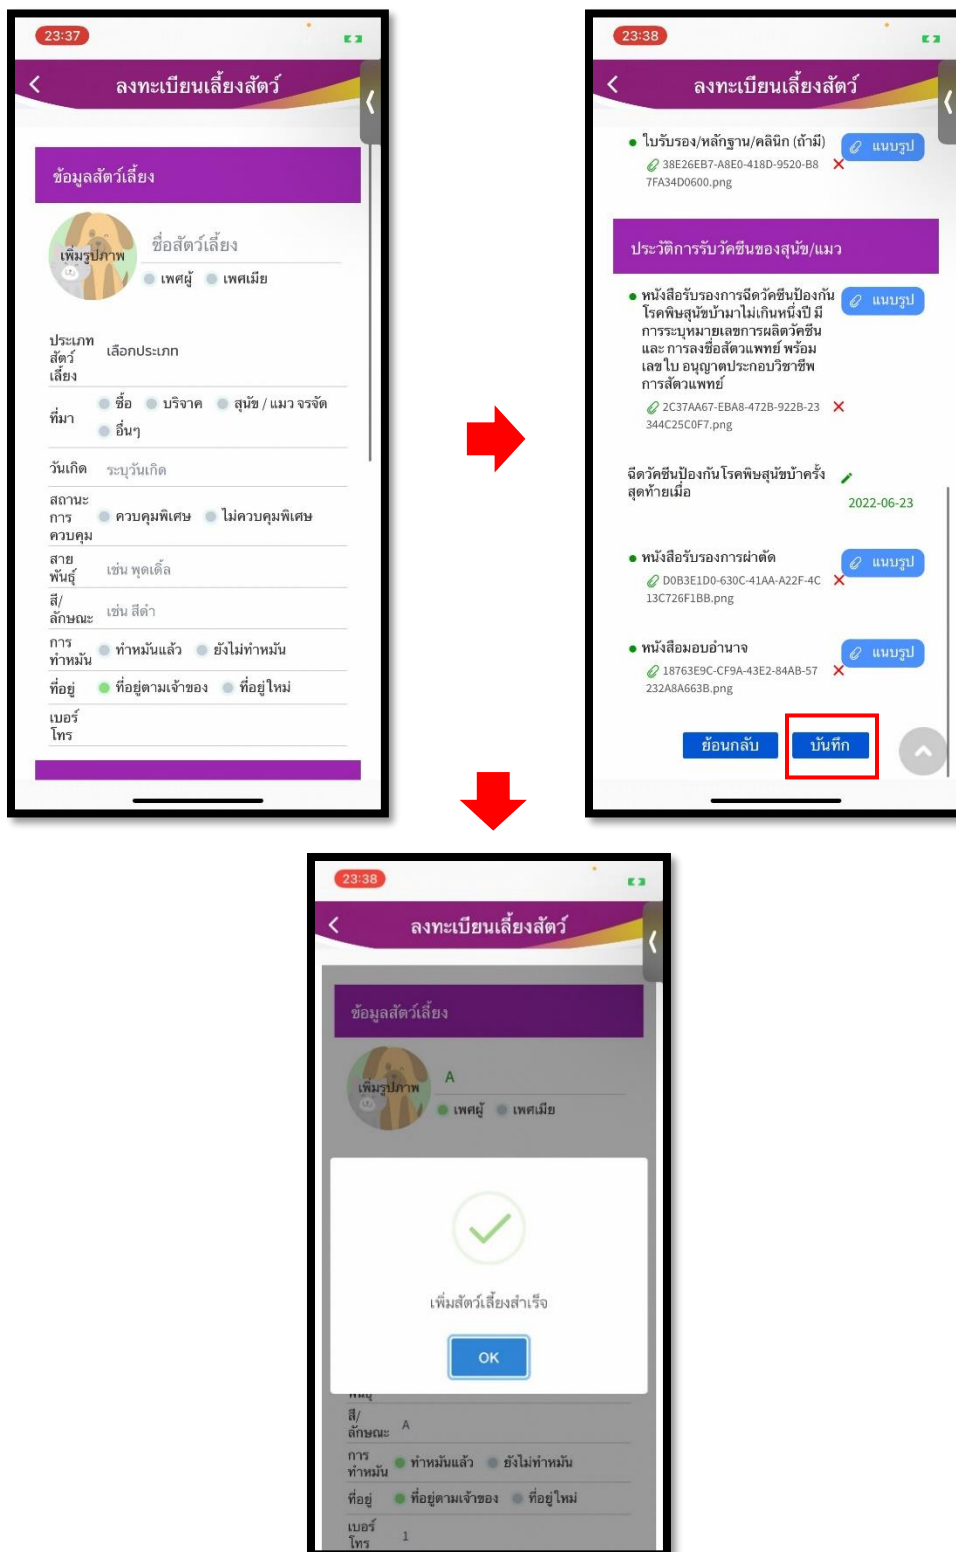 23:37
ลงทะเบียนเลี้ยงสัตว์
ข้อมูลสัตว์เลี้ยง
เพิ่มรูปภาพ
ชื่อสัตว์เลี้ยง
เพศผู้ เพศเมีย
ประเภท
สัตว์
เลี้ยง
เลือกประเภท
ที่มา
ซื้อ บริจาค สุนัข / แมว จรจัด
อื่นๆ
วันเกิด ระบุวันเกิด
สถานะ
การ
ควบคุม
ควบคุมพิเศษ ไม่ควบคุมพิเศษ
สาย
พันธุ์
เช่น พุดเดิ้ล
สี/
ลักษณะ
เช่น สีดำ
การ
ทำหมัน
ทำหมันแล้ว ยังไม่ทำหมัน
ที่อยู่ ที่อยู่ตามเจ้าของ ที่อยู่ใหม่
เบอร์
โทร
23:38
ลงทะเบียนเลี้ยงสัตว์
ใบรับรอง/หลักฐาน/คลินิก (ถ้ามี) แนบรูป
38E26EB7-A8E0-418D-9520-B8
7FA34D0600.png
ประวัติการรับวัคซีนของสุนัข/แมว
หนังสือรับรองการฉีดวัคซีนป้องกัน แนบรูป
โรคพิษสุนัขบ้ามาไม่เกินหนึ่งปี มี
การระบุหมายเลขการผลิตวัคซีน
และ การลงชื่อสัตวแพทย์ พร้อม
เลข ใบ อนุญาตประกอบวิชาชีพ
การสัตวแพทย์
2C37AA67-EBA8-472B-922B-23
344C25C0F7.png
ฉีดวัคซีนป้องกันโรคพิษสุนัขบ้าครั้ง
สุดท้ายเมื่อ
2022-06-23
หนังสือรับรองการผ่าตัด แนบรูป
D0B3E1D0-630C-41AA-A22F-4C
13C726F1BB.png
หนังสือมอบอำนาจ แนบรูป
18763E9C-CF9A-43E2-84AB-57
232A8A663B.png
ย้อนกลับ บันทึก
23:38
ลงทะเบียนเลี้ยงสัตว์
ข้อมูลสัตว์เลี้ยง
เพิ่มรูปภาพ
A
เพศผู้ เพศเมีย
เพิ่มสัตว์เลี้ยงสำเร็จ
OK
พันธุ์
สี/
ลักษณะ
A
การ
ทำหมัน
ทำหมันแล้ว ยังไม่ทำหมัน
ที่อยู่ ที่อยู่ตามเจ้าของ ที่อยู่ใหม่
เบอร์
โทร
1